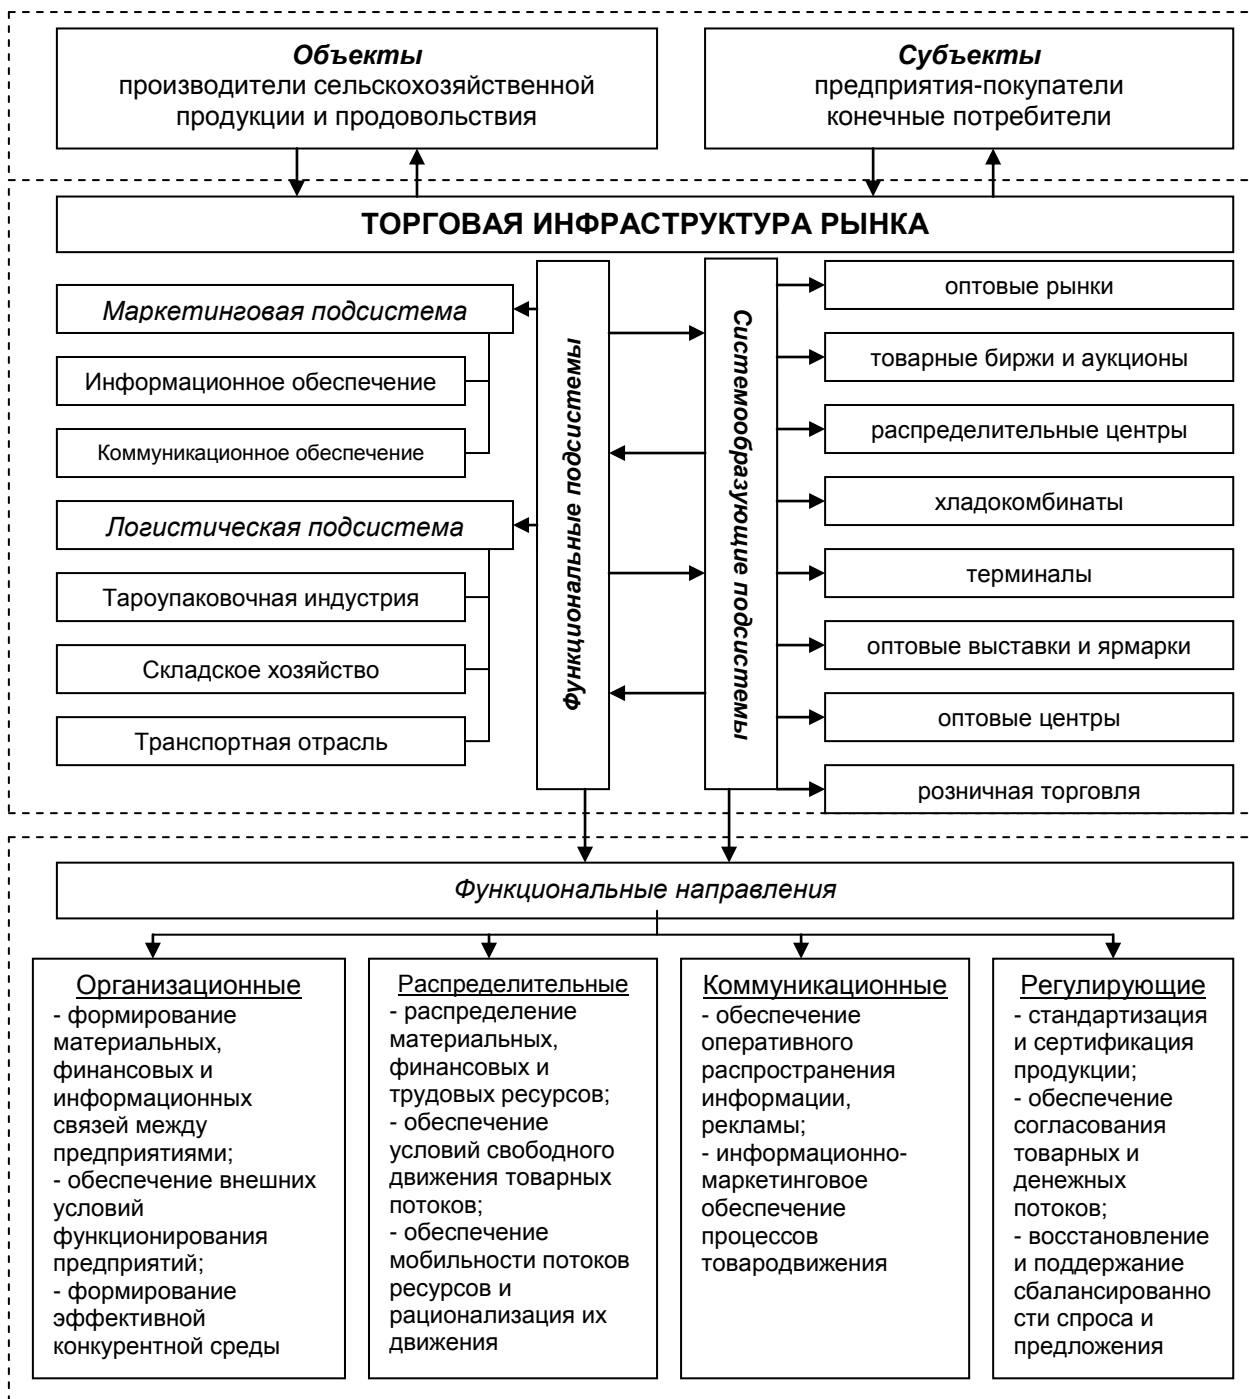 Объекты
производители сельскохозяйственной
продукции и продовольствия
Субъекты
предприятия-покупатели
конечные потребители
ТОРГОВАЯ ИНФРАСТРУКТУРА РЫНКА
Маркетинговая подсистема
Информационное обеспечение
Коммуникационное обеспечение
Логистическая подсистема
Тароупаковочная индустрия
Складское хозяйство
Транспортная отрасль
Функциональные подсистемы
Системообразующие подсистемы
оптовые рынки
товарные биржи и аукционы
распределительные центры
хладокомбинаты
терминалы
оптовые выставки и ярмарки
оптовые центры
розничная торговля
Функциональные направления
Организационные
- формирование
материальных,
финансовых и
информационных
связей между
предприятиями;
- обеспечение внешних
условий
функционирования
предприятий;
- формирование
эффективной
конкурентной среды
Распределительные
- распределение
материальных,
финансовых и
трудовых ресурсов;
- обеспечение
условий свободного
движения товарных
потоков;
- обеспечение
мобильности потоков
ресурсов и
рационализация их
движения
Коммуникационные
- обеспечение
оперативного
распространения
информации,
рекламы;
- информационно-
маркетинговое
обеспечение
процессов
товародвижения
Регулирующие
- стандартизация
и сертификация
продукции;
- обеспечение
согласования
товарных и
денежных
потоков;
- восстановление
и поддержание
сбалансированно
сти спроса и
предложения